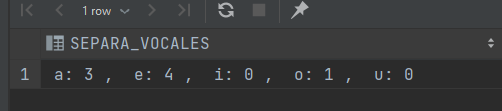 1 row
SEPARA_VOCALES
1 a: 3 , e: 4 , i: 0 , o: 1 , u: 0